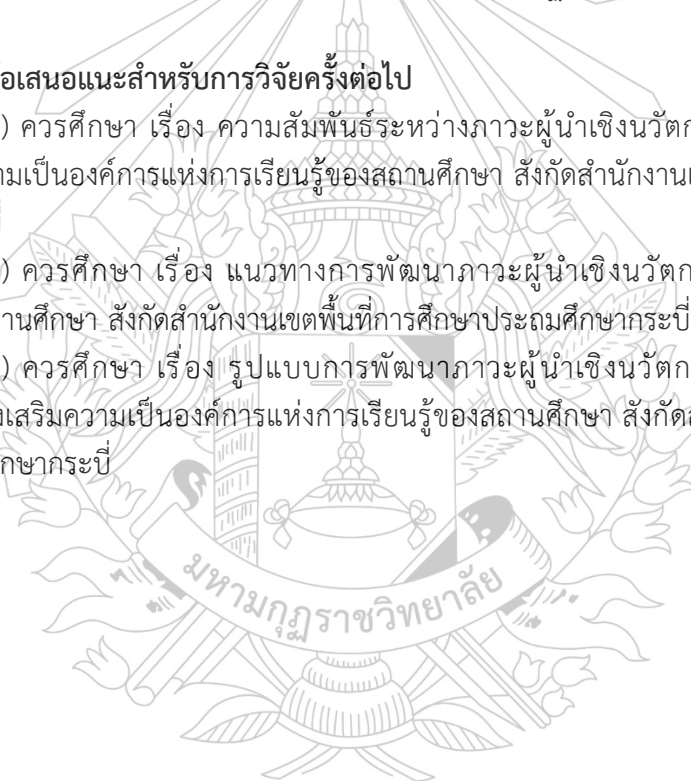 อเสนอแนะสำหรับการวิจัยครั้งต่อไป
) ควรศึกษา เรื่อง ความสัมพันธ์ระหว่างภาวะผู้นำเชิงนวัตก
ามเป็นองค์การแห่งการเรียนรู้ของสถานศึกษา สังกัดสำนักงานเ
) ควรศึกษา เรื่อง แนวทางการพัฒนาภาวะผู้นำเชิงนวัตก
านศึกษา สังกัดสำนักงานเขตพื้นที่การศึกษาประถมศึกษากระบี่
) ควรศึกษา เรื่อง รูปแบบการพัฒนาภาวะผู้นำเชิงนวัตก
งเสริมความเป็นองค์การแห่งการเรียนรู้ของสถานศึกษา สังกัดส
กษากระบี่
มหามกุฏราชวิทยาลัย